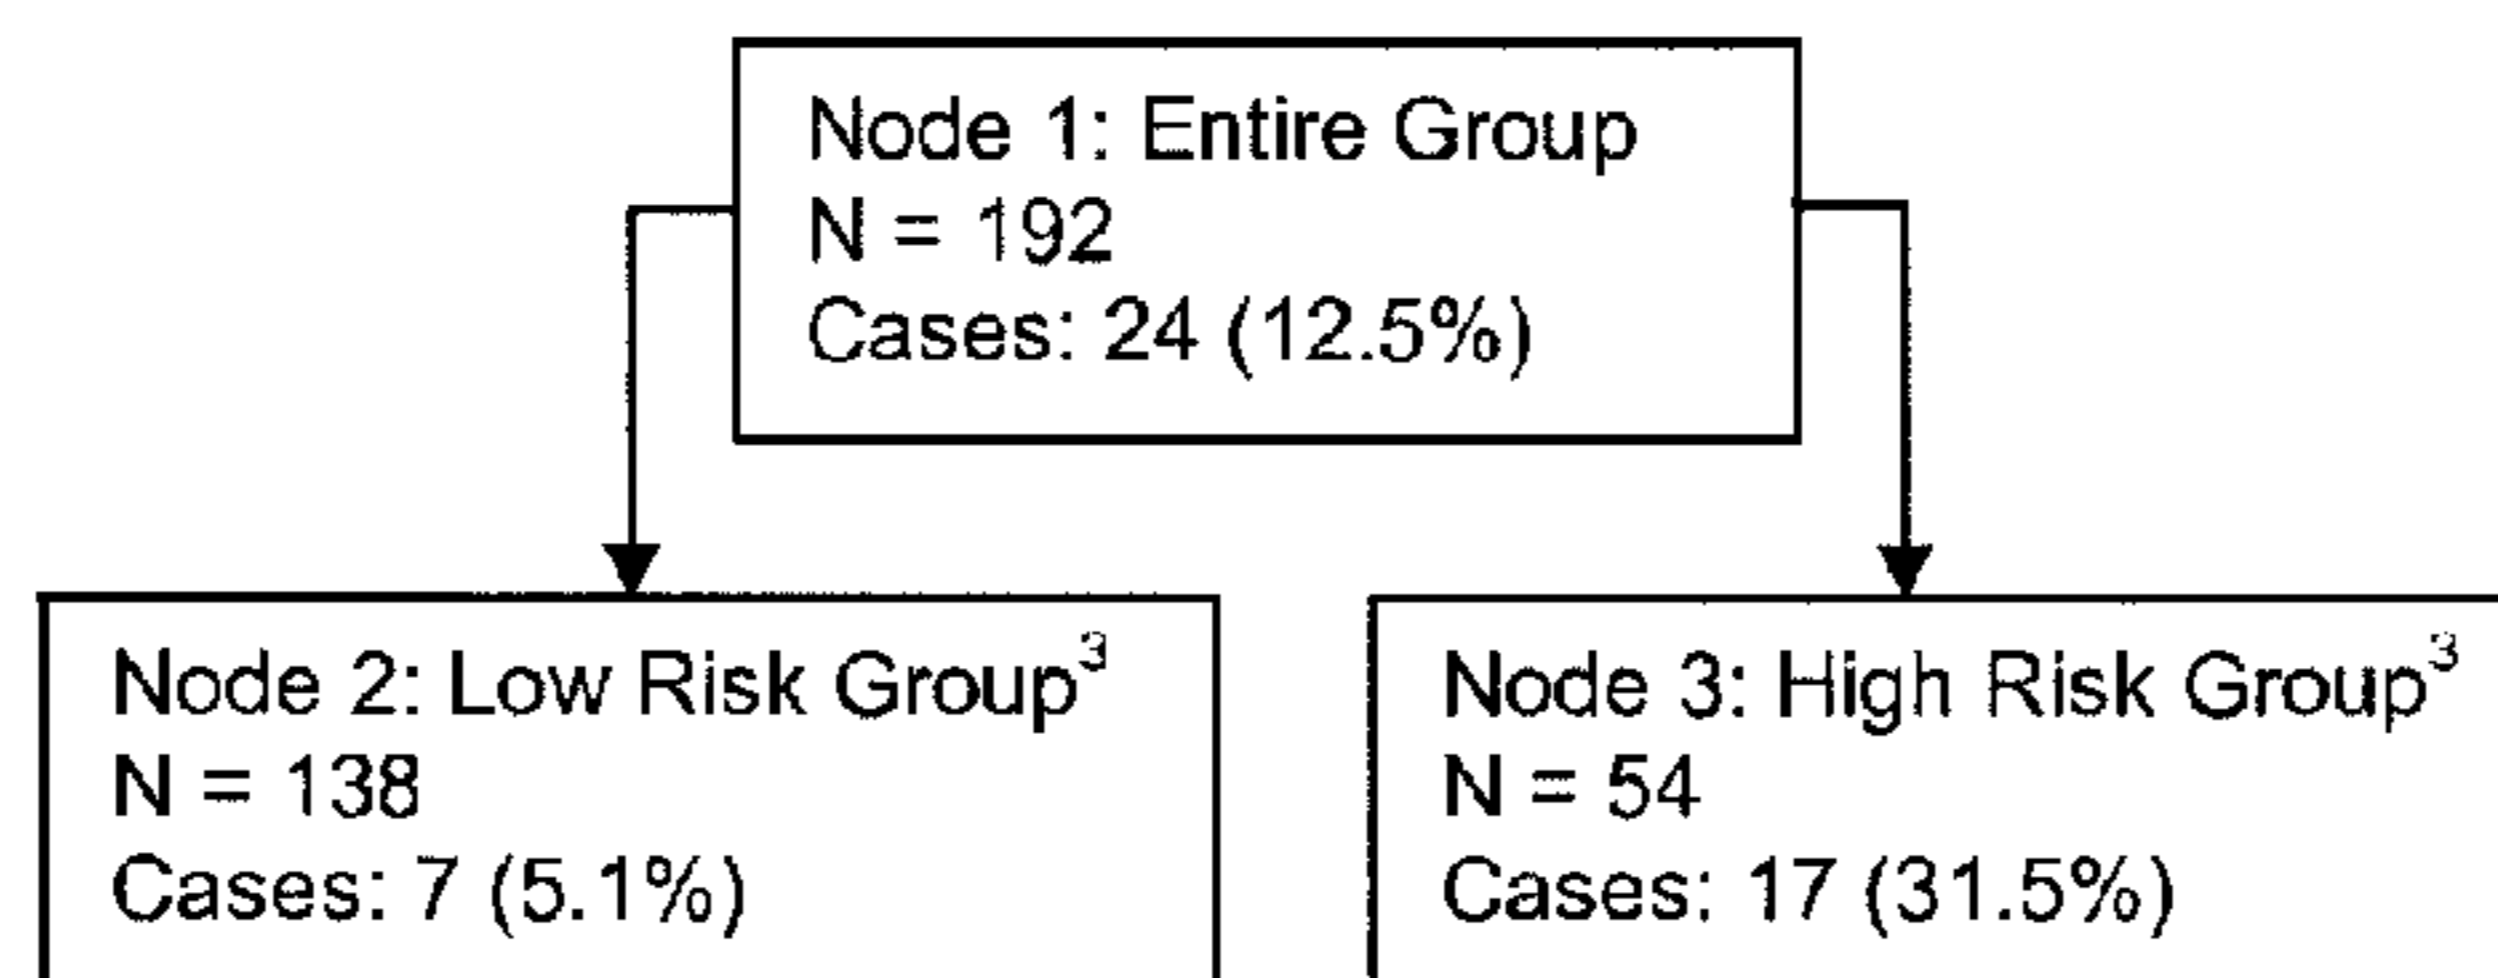 Node 1: Entire Group
N = 192
Cases: 24 (12.5%)
Node 2: Low Risk Group³
N = 138
Cases: 7 (5.1%)
Node 3: High Risk Group³
N = 54
Cases: 17 (31.5%)